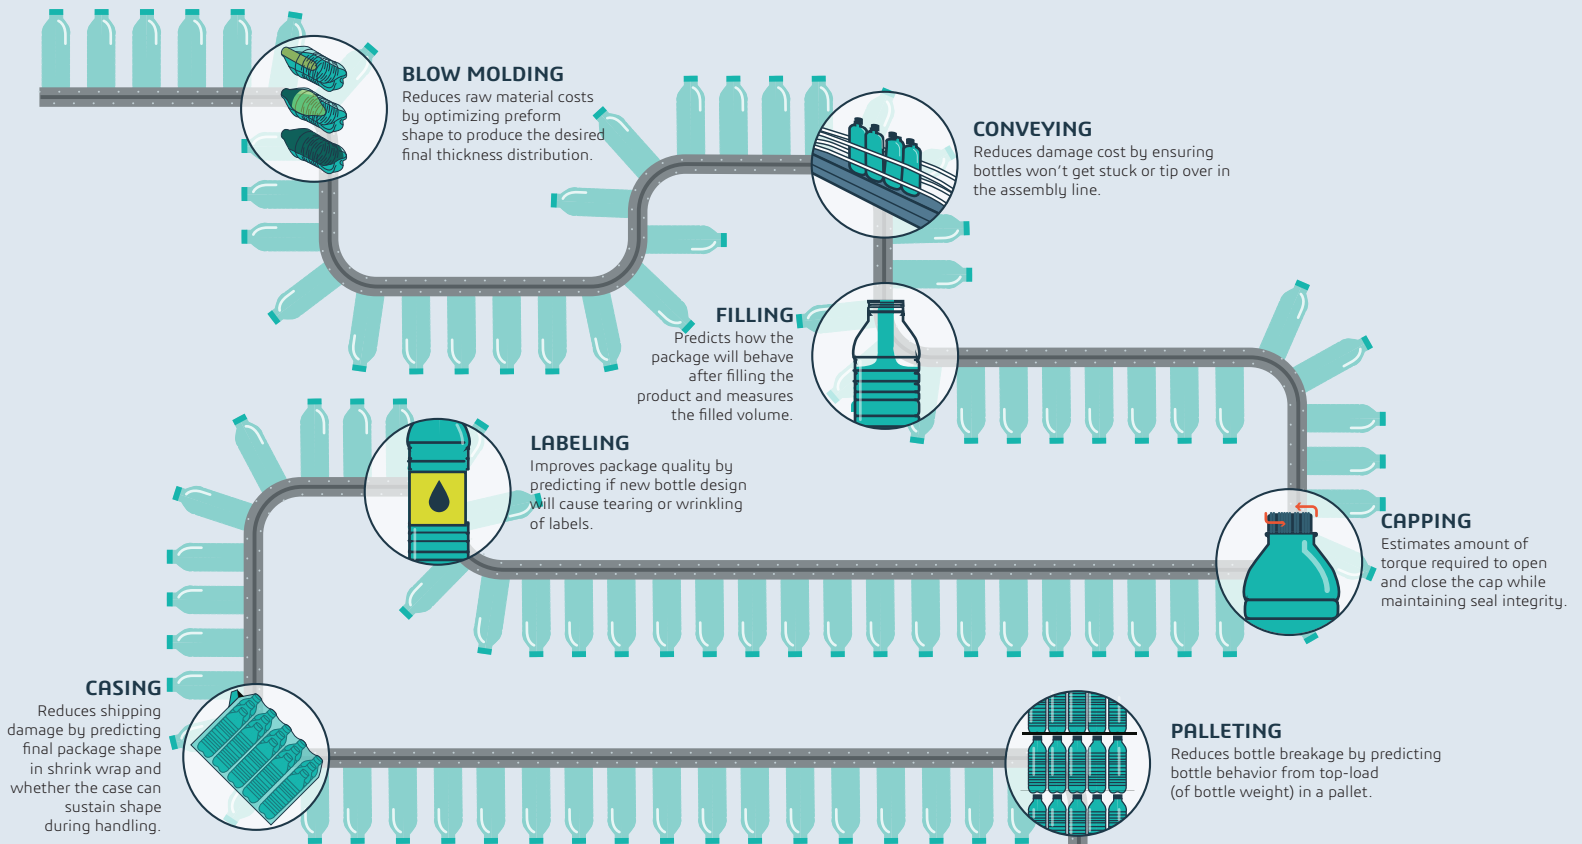 BLOW MOLDING
Reduces raw material costs
by optimizing preform
shape to produce the desired
final thickness distribution.
CONVEYING
Reduces damage cost by ensuring
bottles won't get stuck or tip over in
the assembly line.
FILLING
Predicts how the
package will behave
after filling the
product and measures
the filled volume.
CAPPING
Estimates amount of
torque required to open
and close the cap while
maintaining seal integrity.
LABELING
Improves package quality by
predicting if new bottle design
will cause tearing or wrinkling
of labels.
CASING
Reduces shipping
damage by predicting
final package shape
in shrink wrap and
whether the case can
sustain shape
during handling.
PALLETING
Reduces bottle breakage by predicting
bottle behavior from top-load
(of bottle weight) in a pallet.